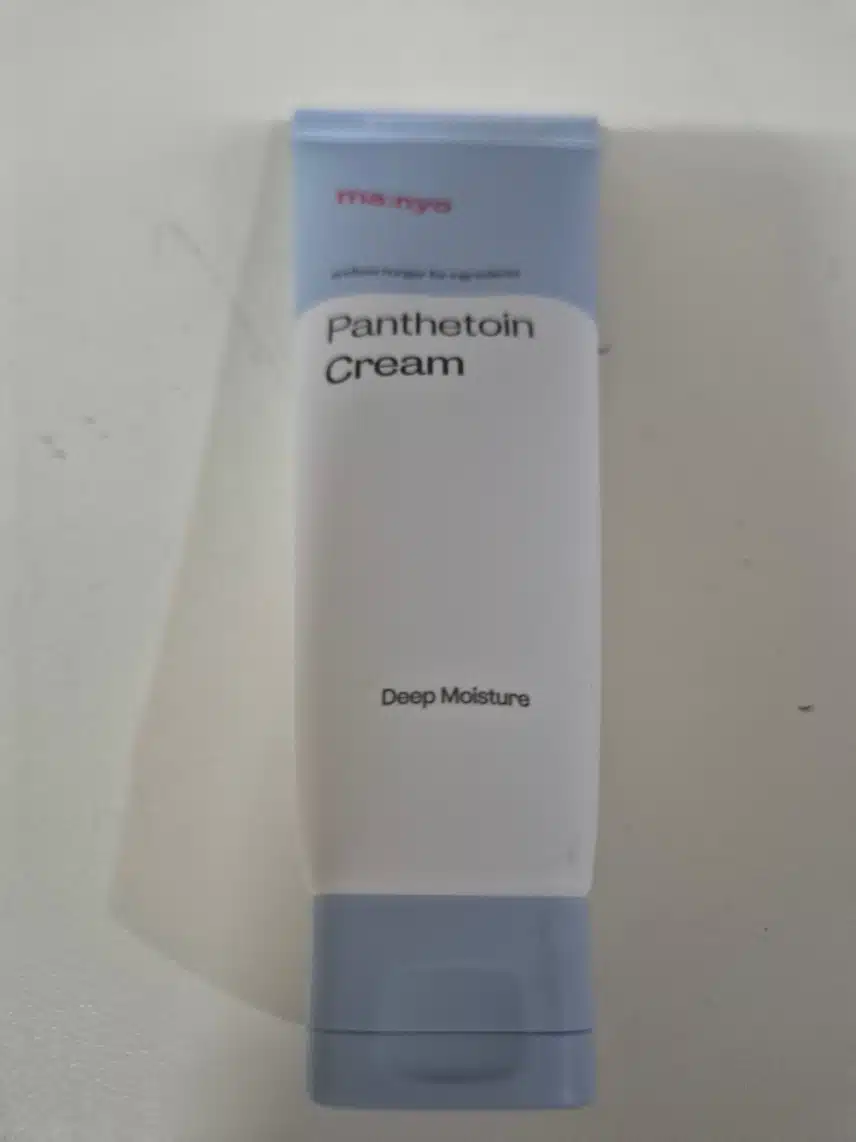 ma:nyo
Panthetoin
Cream
Deep Moisture